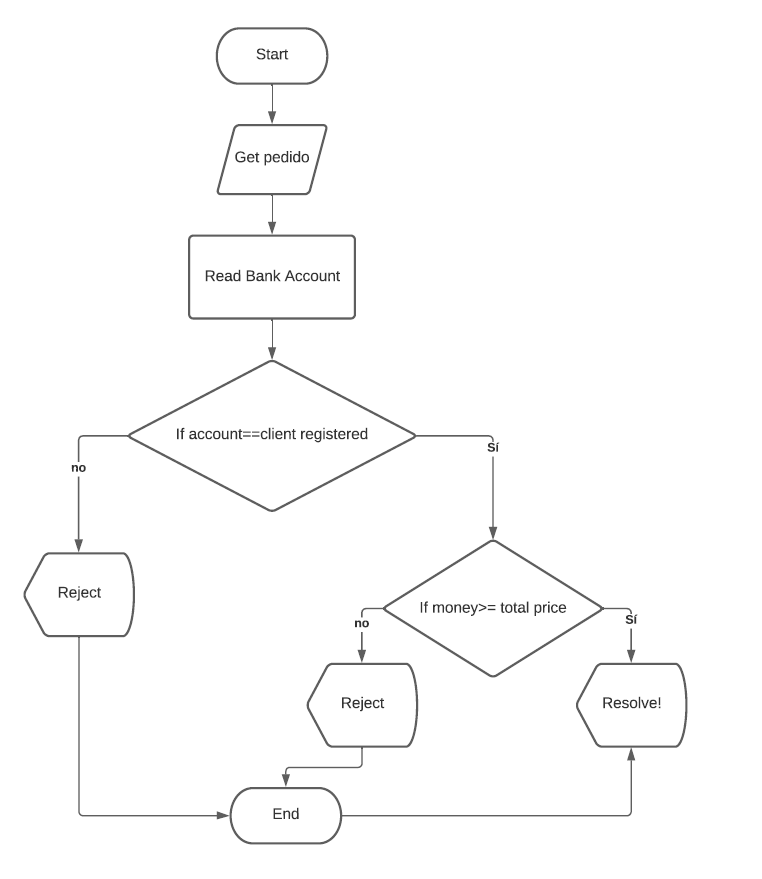 Start
Get pedido
Read Bank Account
If account==client registered
no
Sí
Reject
If money>= total price
no
Sí
Reject
Resolve!
End